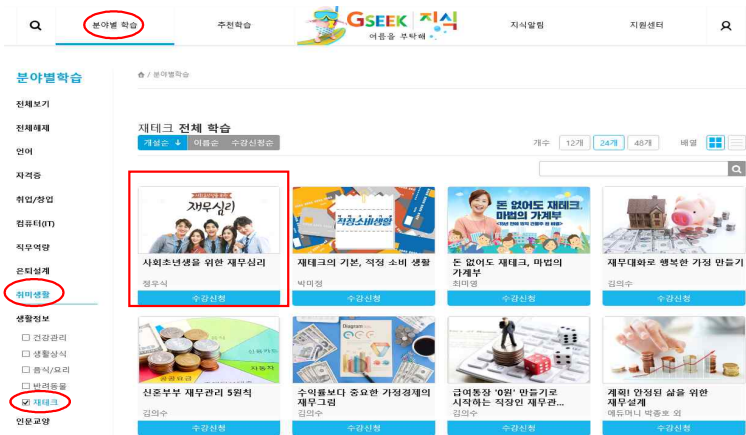 분야별 학습
추천학습
GSEEK 지식
여름을 부탁해
지식알림
지원센터
분야별학습
전체보기
전체해제
언어
자격증
취업/창업
컴퓨터(IT)
직무역량
은퇴설계
취미생활
생활정보
건강관리
생활상식
음식/요리
반려동물
재테크
인문교양
/ 분야별학습
재테크 전체 학습
개설순 ↓ 이름순 수강신청순
개수 12개 24개 48개 배열
재무심리
사회초년생을 위한 재무심리
정우식
수강신청
적정소비생활
재테크의 기본, 적정 소비 생활
박미정
수강신청
돈 없어도 재테크,
마법의 가계부
돈 없어도 재테크, 마법의
가계부
최미영
수강신청
재무대화로 행복한 가정 만들기
김의수
수강신청
신혼부부 재무관리 5원칙
김의수
수강신청
Diagram
수익률보다 중요한 가정경제의
재무그림
김의수
수강신청
급여통장 '0원' 만들기로
시작하는 직장인 재무관...
김의수
수강신청
계획! 안정된 삶을 위한
재무설계
에듀머니 박종호 외
수강신청